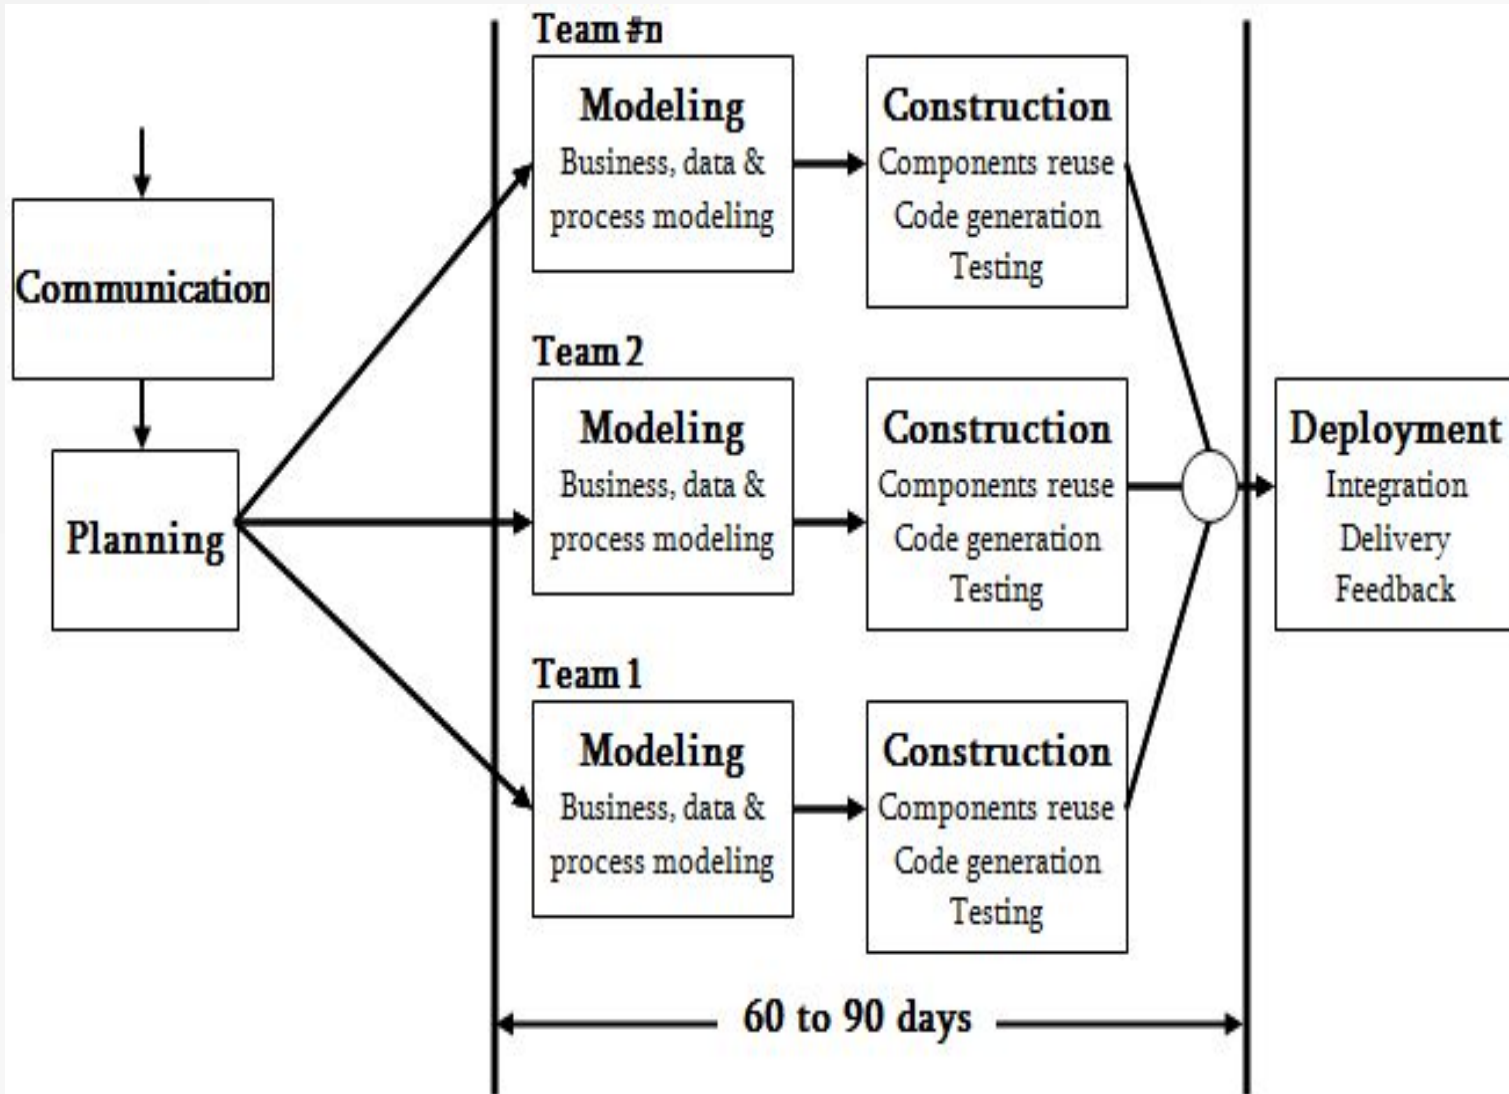 Communication
Planning
Team #n
Modeling
Business, data &
process modeling
Construction
Components reuse
Code generation
Testing
Team 2
Modeling
Business, data &
process modeling
Construction
Components reuse
Code generation
Testing
Team 1
Modeling
Business, data &
process modeling
Construction
Components reuse
Code generation
Testing
60 to 90 days
Deployment
Integration
Delivery
Feedback